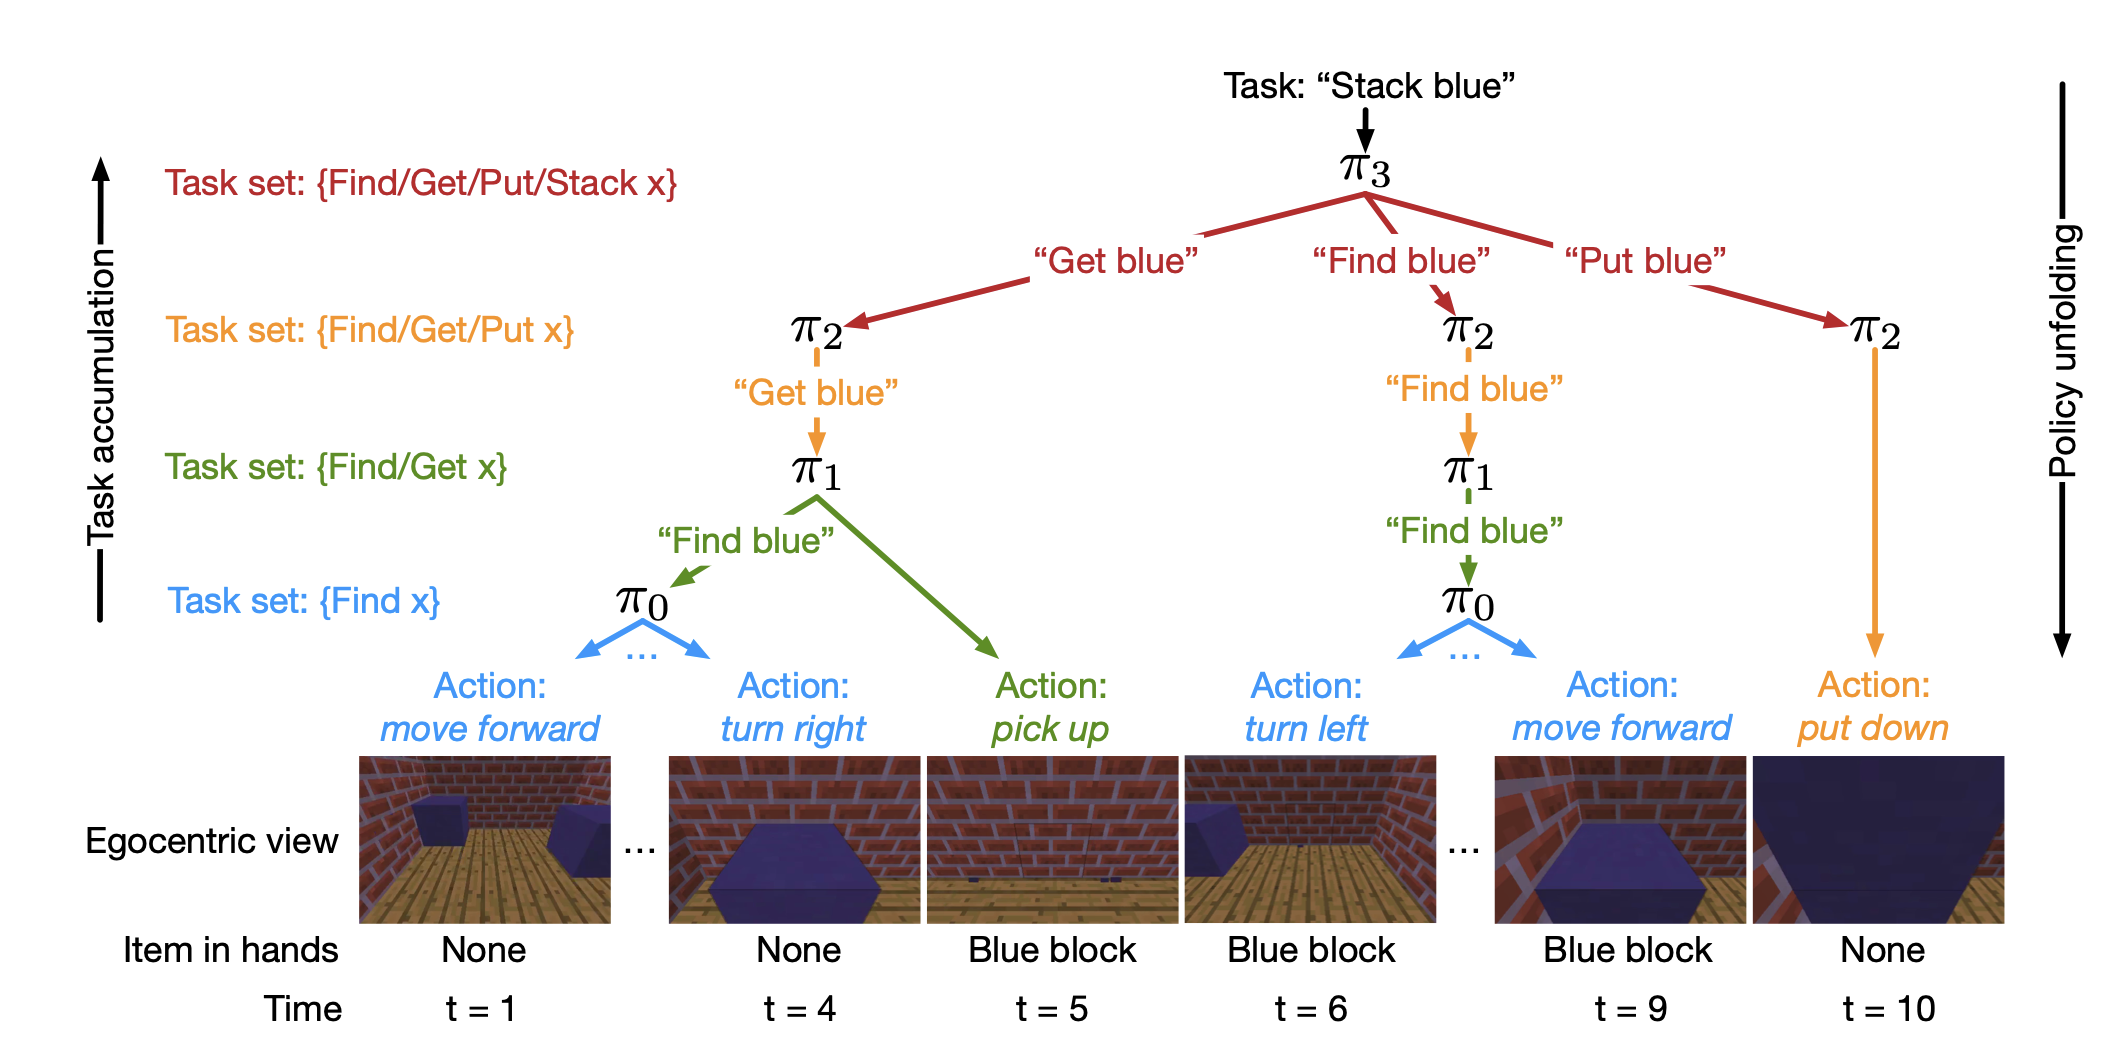 Task: “Stack blue”
π3
Task set: {Find/Get/Put/Stack x}
“Get blue” “Find blue” “Put blue”
Task set: {Find/Get/Put x}
π2 π2 π2
“Get blue” “Find blue”
Task set: {Find/Get x}
π1 π1
“Find blue” “Find blue”
Task set: {Find x}
π0 π0
... ...
Action: Action: Action: Action: Action: Action:
move forward turn right pick up turn left move forward put down
Egocentric view ... ...
Item in hands None None Blue block Blue block Blue block None
Time t = 1 t = 4 t = 5 t = 6 t = 9 t = 10
Task accumulation
Policy unfolding